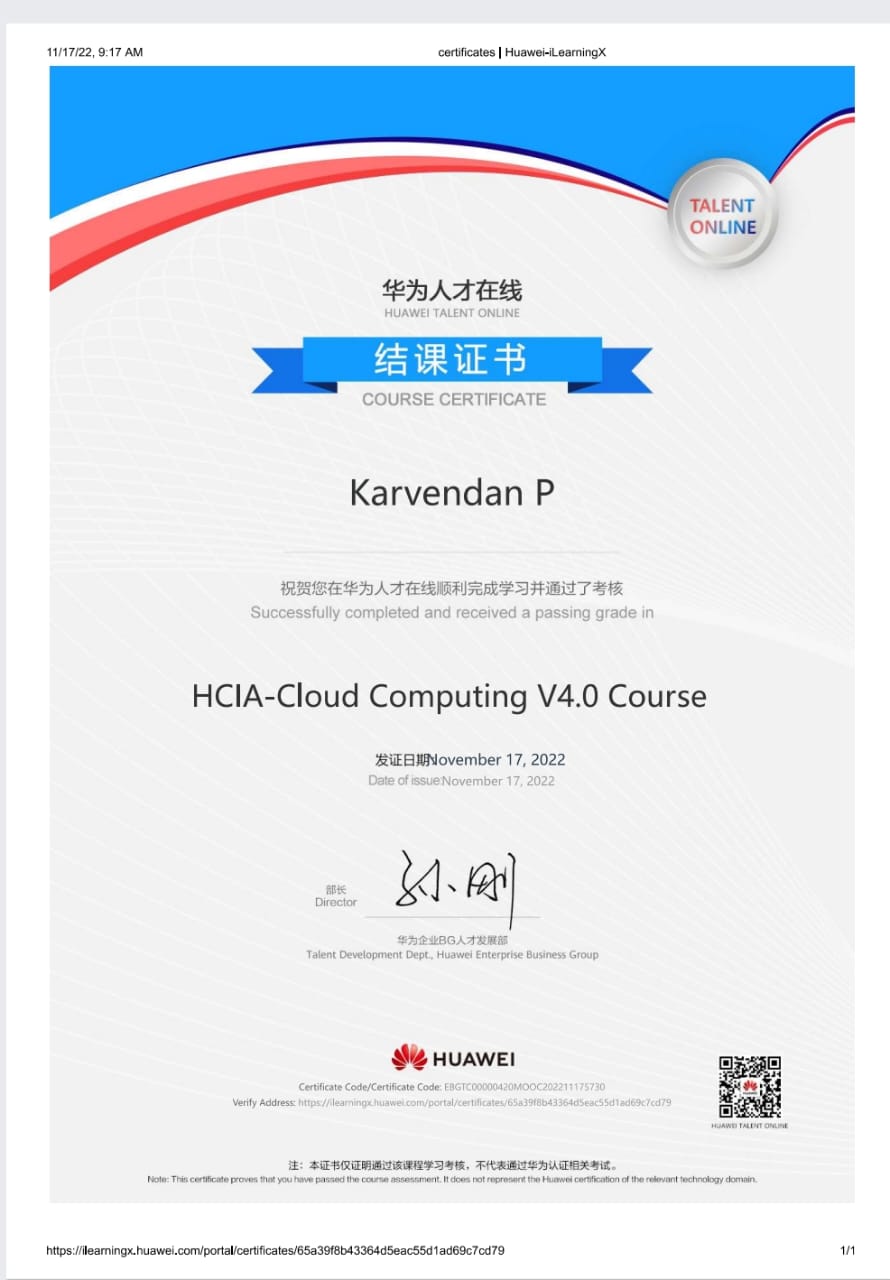 11/17/22, 9:17 AM
certificates | Huawei-iLearningX
TALENT
ONLINE
华为人才在线
HUAWEI TALENT ONLINE
结课证书
COURSE CERTIFICATE
Karvendan P
祝贺您在华为人才在线顺利完成学习并通过了考核
Successfully completed and received a passing grade in
HCIA-Cloud Computing V4.0 Course
发证日期November 17, 2022
Date of issue:November 17, 2022
孙刚
部长
Director
华为企业BG人才发展部
Talent Development Dept., Huawei Enterprise Business Group
HUAWEI
Certificate Code/Certificate Code: EBGTC00000420MOOC202211175730
Verify Address: https://ilearningx.huawei.com/portal/certificates/65a39f8b43364d5eac55d1ad69c7cd79
HUAWEI TALENT ONLINE
注：本证书仅证明通过该课程学习考核，不代表通过华为认证相关考试。
Note: This certificate proves that you have passed the course assessment. It does not represent the Huawei certification of the relevant technology domain.
https://ilearningx.huawei.com/portal/certificates/65a39f8b43364d5eac55d1ad69c7cd79
1/1